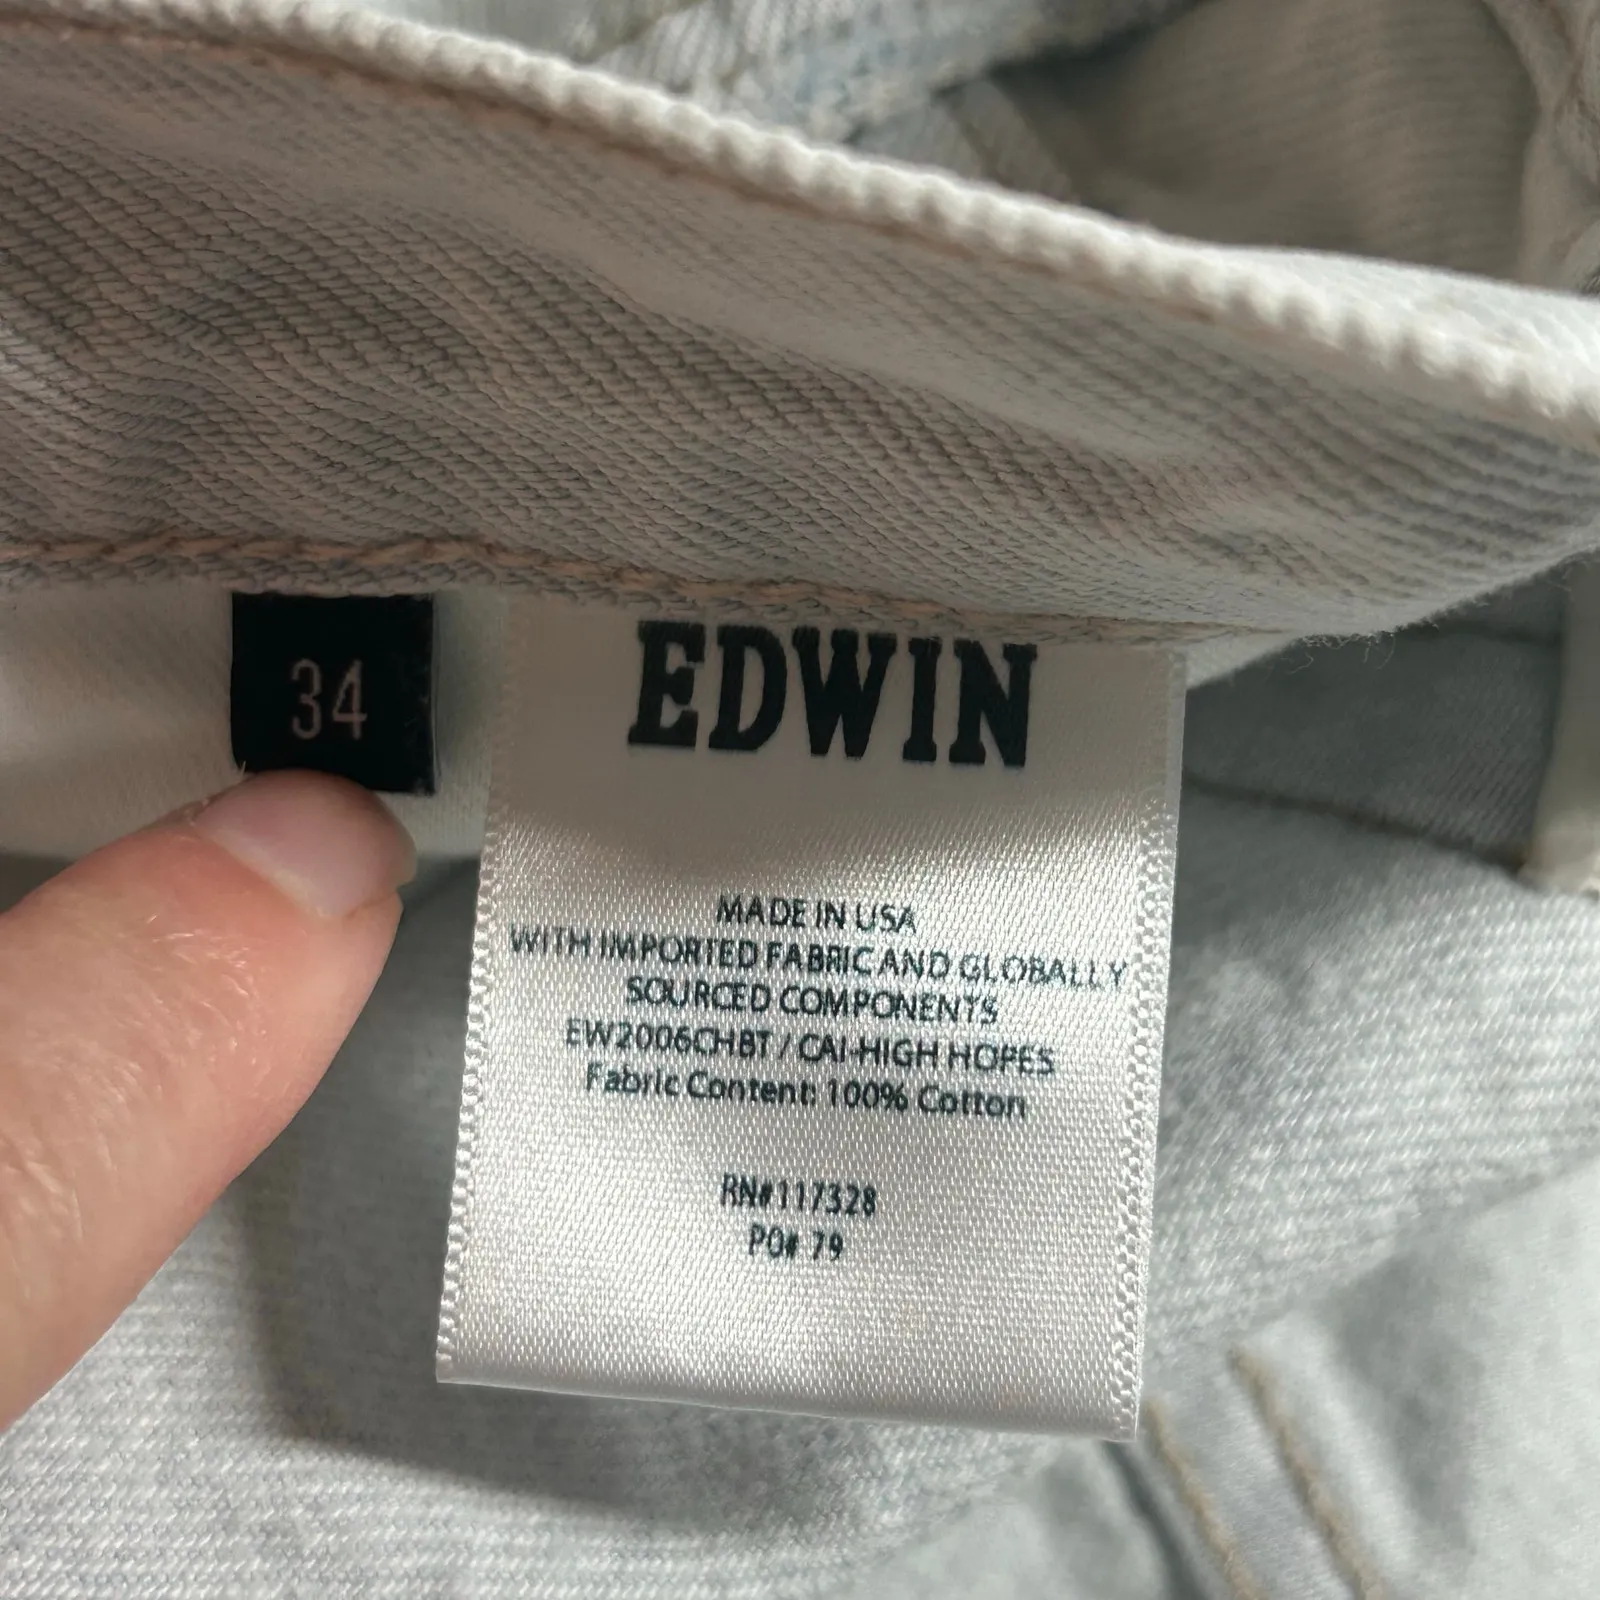 34
EDWIN
MADE IN USA
WITH IMPORTED FABRIC AND GLOBALLY
SOURCED COMPONENTS
EW2006CHBT / CAI-HIGH HOPES
Fabric Content: 100% Cotton
RN#117328
PO# 79